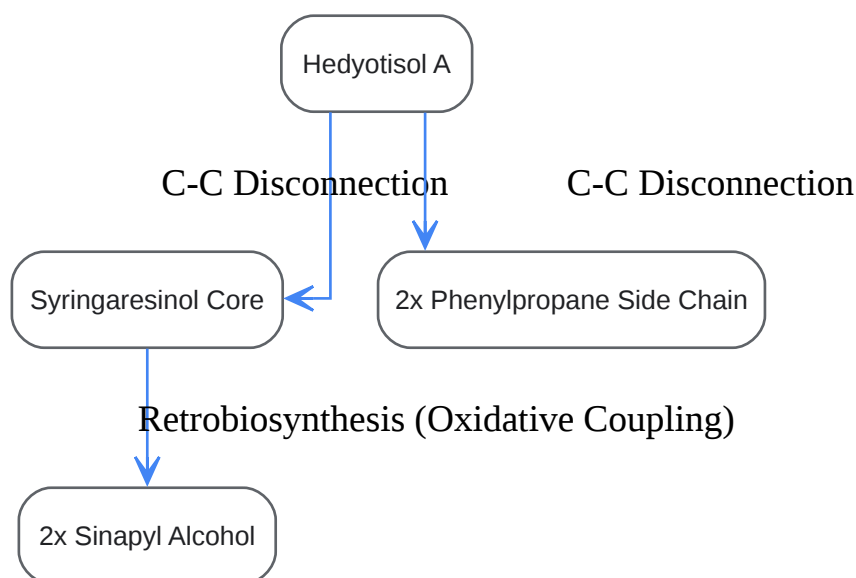 Hedyotisol A
C-C Disconnection
C-C Disconnection
Syringaresinol Core
2x Phenylpropane Side Chain
Retrobiosynthesis (Oxidative Coupling)
2x Sinapyl Alcohol